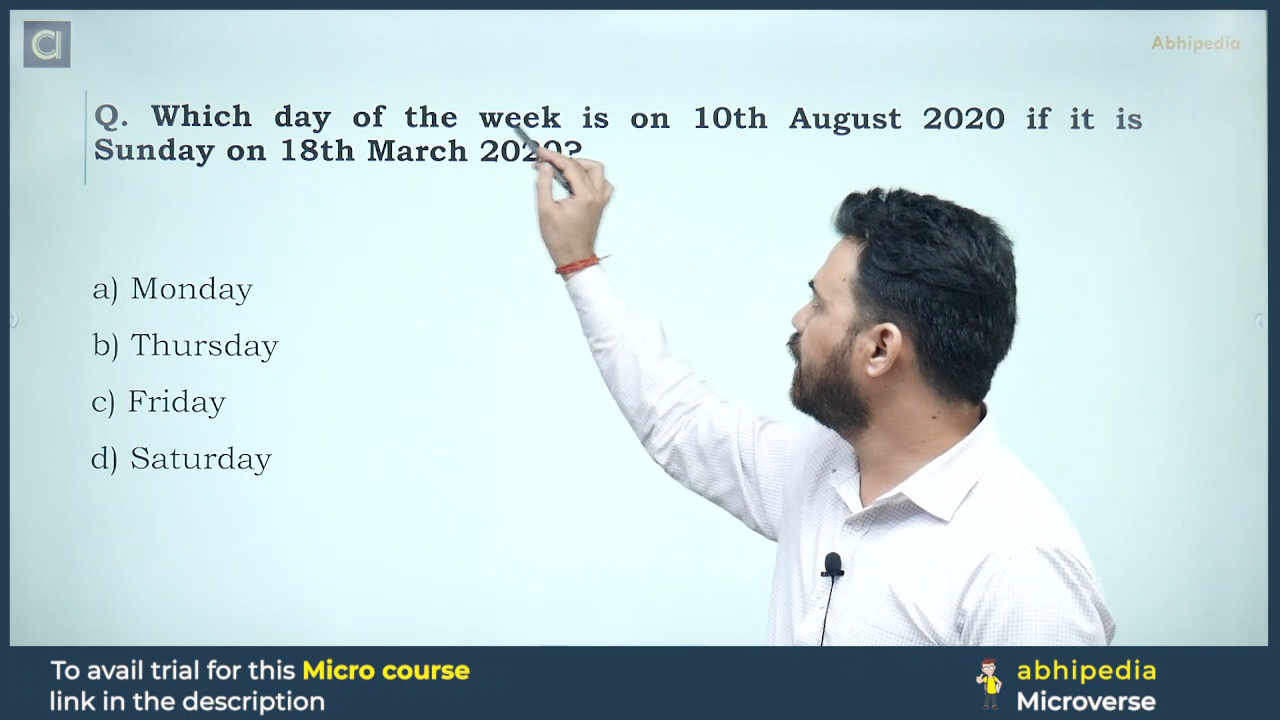 Abhipedia
Q. Which day of the week is on 10th August 2020 if it is
Sunday on 18th March 2020?
a) Monday
b) Thursday
c) Friday
d) Saturday
To avail trial for this Micro course
link in the description
abhipedia
Microverse